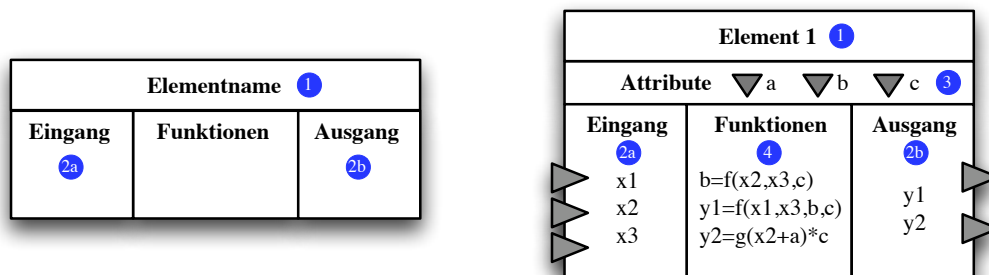 Elementname 1
Eingang Funktionen Ausgang
2a 2b
Element 1 1
Attribute a b c 3
Eingang Funktionen Ausgang
2a 4 2b
x1 b=f(x2,x3,c) y1
x2 y1=f(x1,x3,b,c) y2
x3 y2=g(x2+a)*c